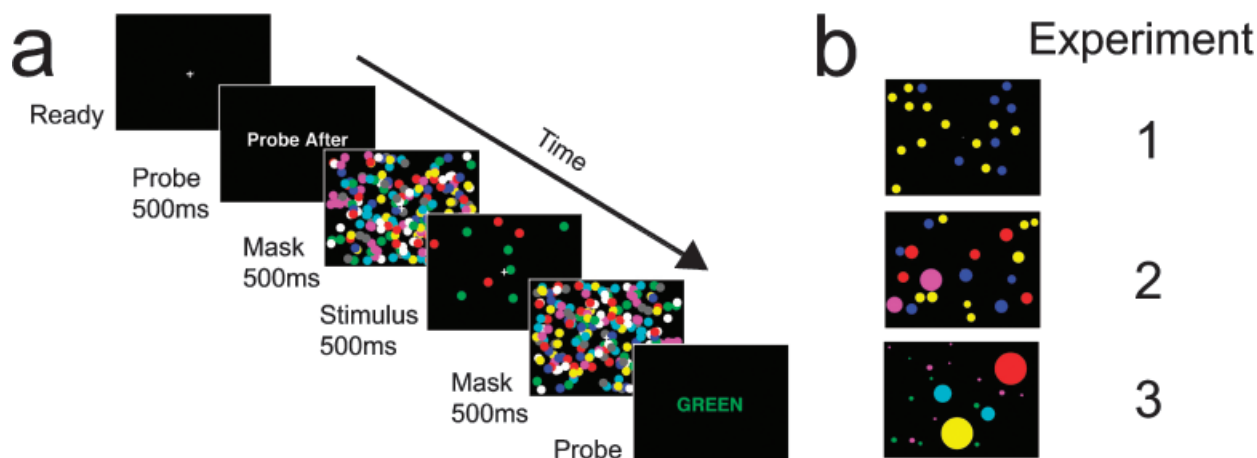 a
Ready
Probe After
Probe
500ms
Mask
500ms
Stimulus
500ms
Mask
500ms
GREEN
Probe
Time
b
Experiment
1
2
3